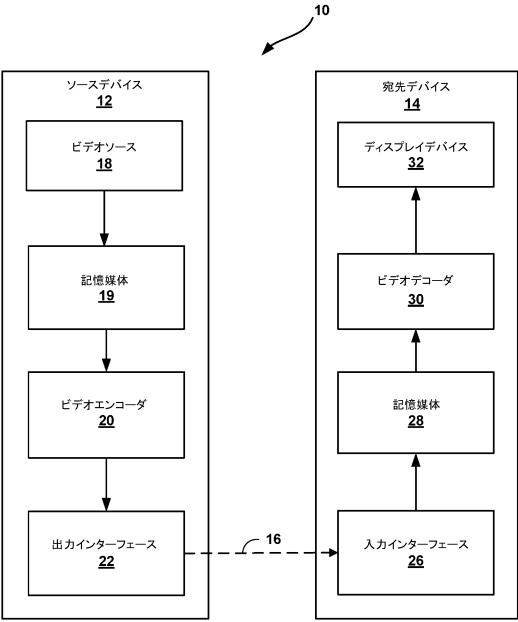 10
ソースデバイス
12
ビデオソース
18
記憶媒体
19
ビデオエンコーダ
20
出力インターフェース
22
16
宛先デバイス
14
ディスプレイデバイス
32
ビデオデコーダ
30
記憶媒体
28
入力インターフェース
26